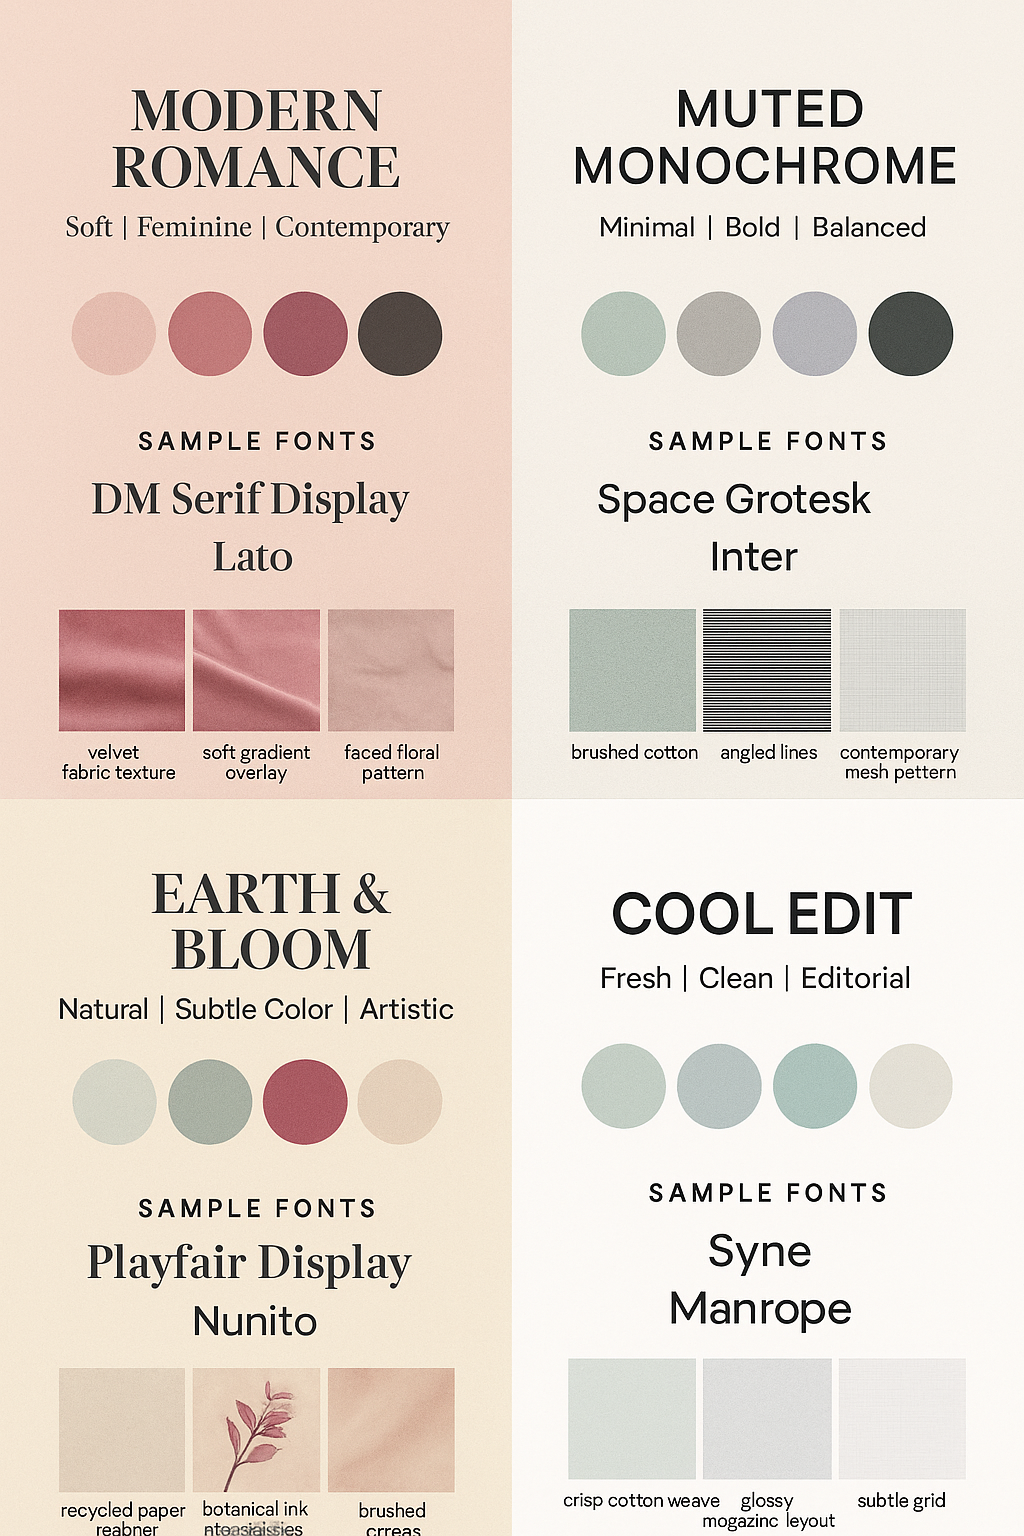 MODERN
ROMANCE
Soft | Feminine | Contemporary
SAMPLE FONTS
DM Serif Display
Lato
velvet
fabric texture
soft gradient
overlay
faced floral
pattern
MUTED
MONOCHROME
Minimal | Bold | Balanced
SAMPLE FONTS
Space Grotesk
Inter
brushed cotton
angled lines
contemporary
mesh pettern
EARTH &
BLOOM
Natural | Subtle Color | Artistic
SAMPLE FONTS
Playfair Display
Nunito
recycled paper
reabner
botanical ink
brushed
crreas
COOL EDIT
Fresh | Clean | Editorial
SAMPLE FONTS
Syne
Manrope
crisp cotton weave
glossy
mogazinc layout
subtle grid